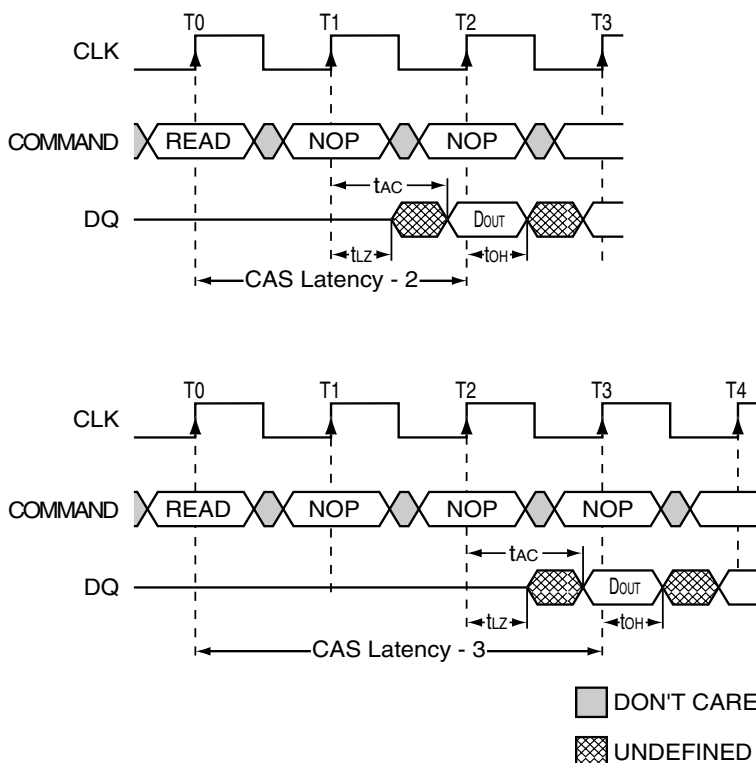 T0 T1 T2 T3
CLK
COMMAND READ NOP NOP
tAC
DQ DOUT
tLZ tOH
CAS Latency - 2
T0 T1 T2 T3 T4
CLK
COMMAND READ NOP NOP NOP
tAC
DQ DOUT
tLZ tOH
CAS Latency - 3
DON'T CARE
UNDEFINED